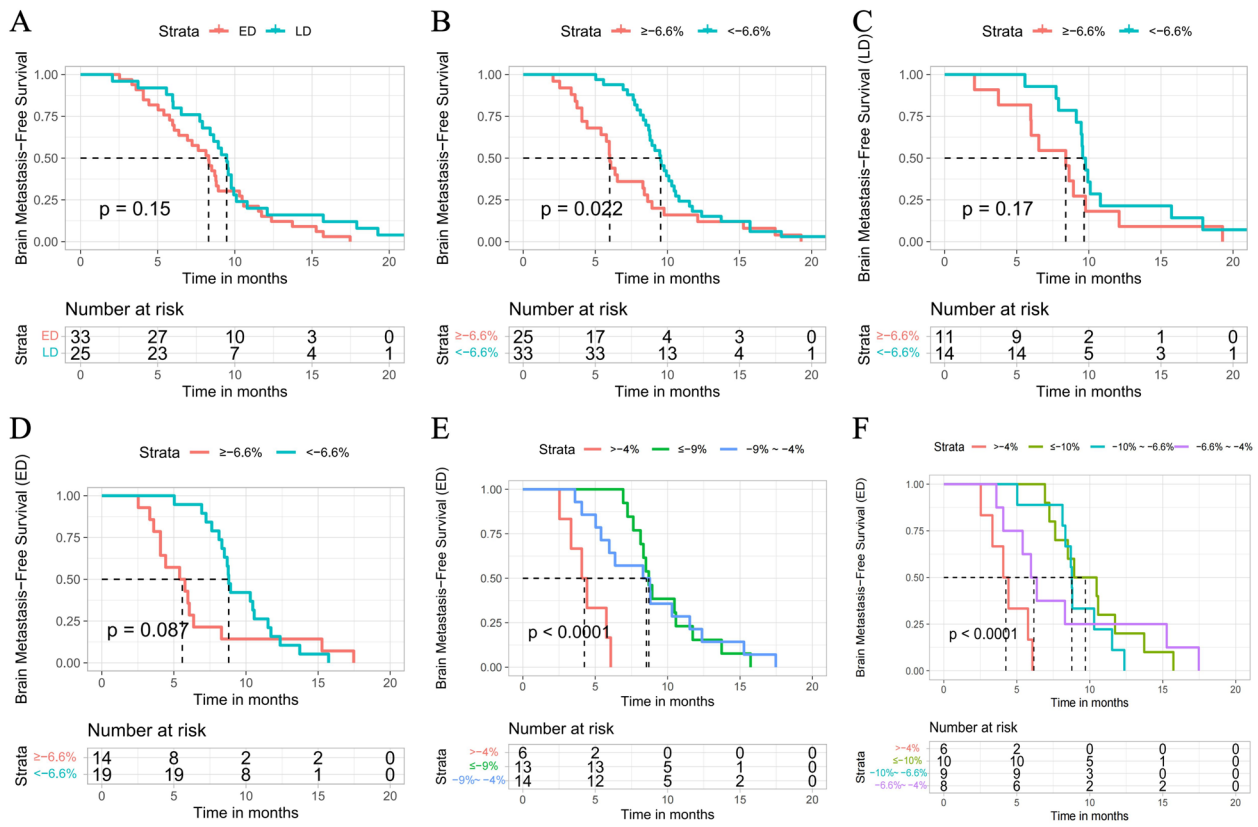 A
Strata ED LD
Brain Metastasis-Free Survival
1.00
0.75
0.50
0.25
0.00
p = 0.15
0 5 10 15 20
Time in months
Number at risk
Strata
ED 33 27 10 3 0
LD 25 23 7 4 1
0 5 10 15 20
Time in months
B
Strata ≥−6.6% <−6.6%
Brain Metastasis-Free Survival
1.00
0.75
0.50
0.25
0.00
p = 0.022
0 5 10 15 20
Time in months
Number at risk
Strata
≥−6.6% 25 17 4 3 0
<−6.6% 33 33 13 4 1
0 5 10 15 20
Time in months
C
Strata ≥−6.6% <−6.6%
Brain Metastasis-Free Survival (LD)
1.00
0.75
0.50
0.25
0.00
p = 0.17
0 5 10 15 20
Time in months
Number at risk
Strata
≥−6.6% 11 9 2 1 0
<−6.6% 14 14 5 3 1
0 5 10 15 20
Time in months
D
Strata ≥−6.6% <−6.6%
Brain Metastasis-Free Survival (ED)
1.00
0.75
0.50
0.25
0.00
p = 0.087
0 5 10 15 20
Time in months
Number at risk
Strata
≥−6.6% 14 8 2 2 0
<−6.6% 19 19 8 1 0
0 5 10 15 20
Time in months
E
Strata >−4% ≤−9% −9% ~ −4%
Brain Metastasis-Free Survival (ED)
1.00
0.75
0.50
0.25
0.00
p < 0.0001
0 5 10 15 20
Time in months
Number at risk
Strata
>−4% 6 2 0 0 0
≤−9% 13 13 5 1 0
−9%~ −4% 14 12 5 2 0
0 5 10 15 20
Time in months
F
Strata >−4% ≤−10% −10% ~ −6.6% −6.6% ~ −4%
Brain Metastasis-Free Survival (ED)
1.00
0.75
0.50
0.25
0.00
p < 0.0001
0 5 10 15 20
Time in months
Number at risk
Strata
>−4% 6 2 0 0 0
≤−10% 10 10 5 1 0
−10%~ −6.6% 9 9 3 0 0
−6.6%~ −4% 8 6 2 2 0
0 5 10 15 20
Time in months